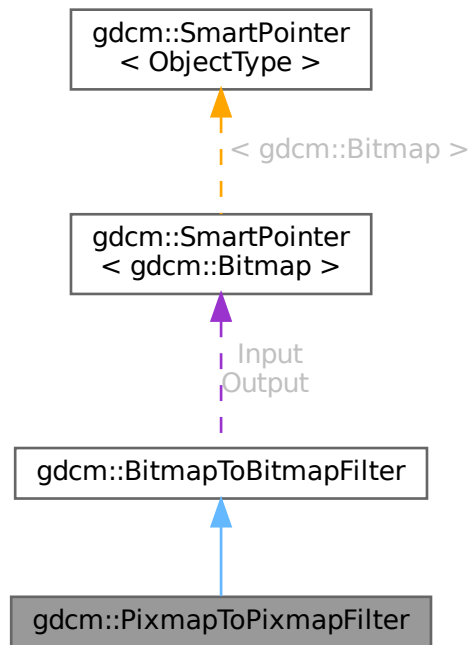 gdcm::SmartPointer
< ObjectType >
< gdcm::Bitmap >
gdcm::SmartPointer
< gdcm::Bitmap >
Input
Output
gdcm::BitmapToBitmapFilter
gdcm::PixmapToPixmapFilter